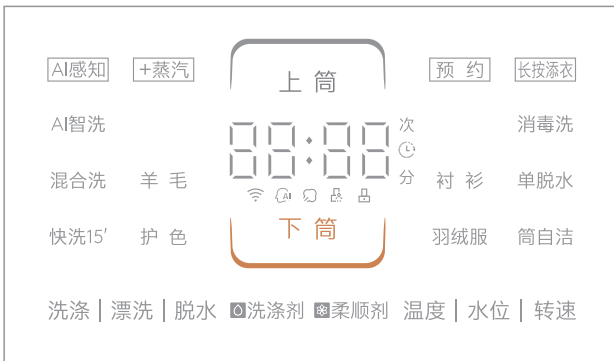 AI感知 +蒸汽 上筒 预约 长按添衣
AI智洗 88:88 次 消毒洗
混合洗 羊毛 AI 分 衬衫 单脱水
快洗15′ 护色 下筒 羽绒服 筒自洁
洗涤 | 漂洗 | 脱水 洗涤剂 柔顺剂 温度 | 水位 | 转速